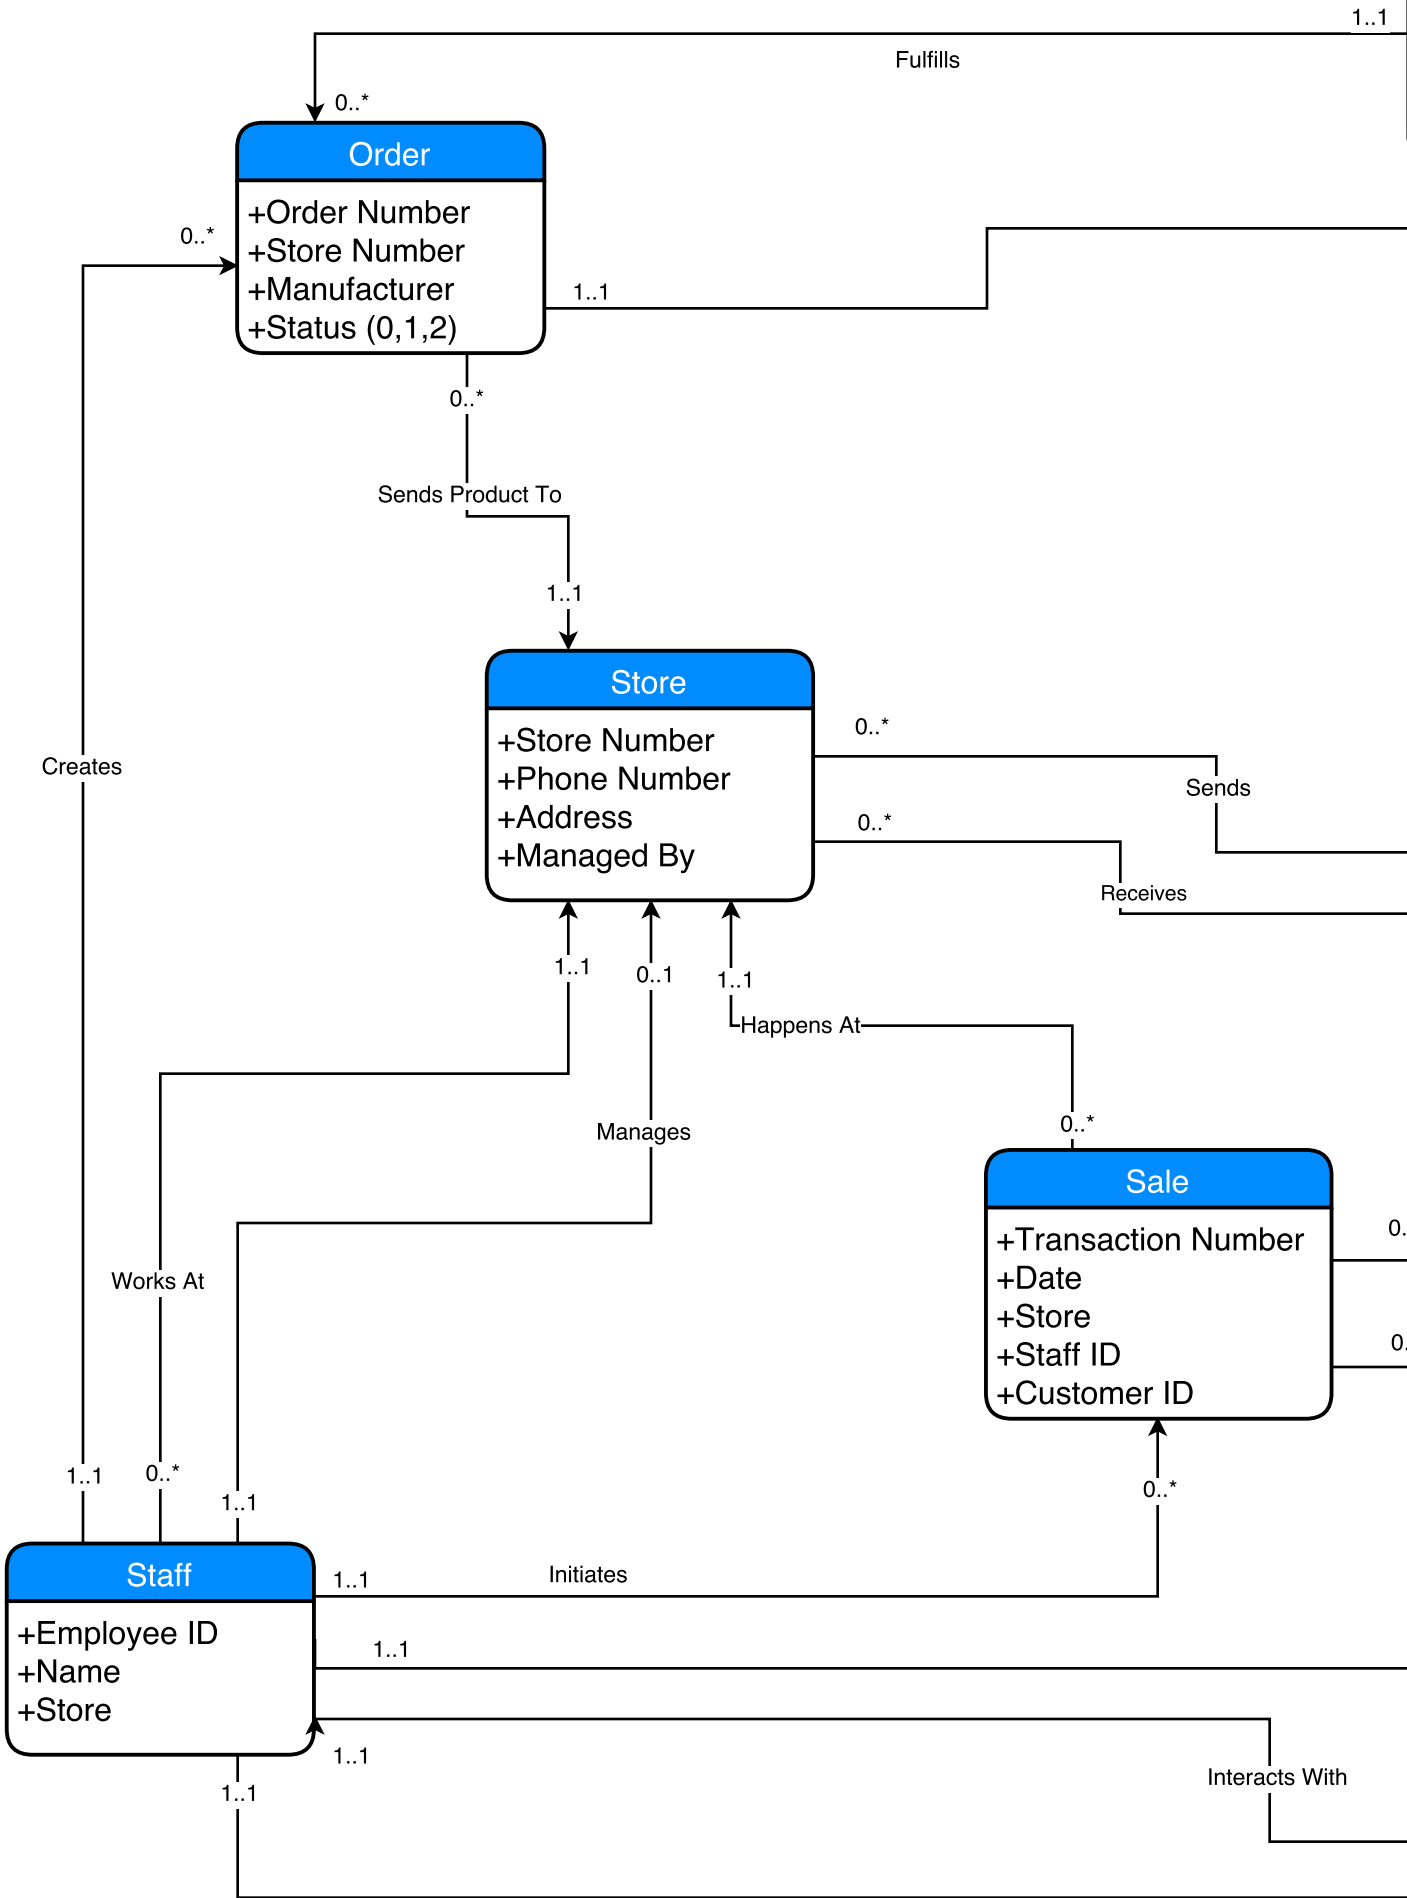 1..1
Fulfills
0..*
Order
+Order Number
+Store Number
+Manufacturer
+Status (0,1,2)
0..*
1..1
0..*
Sends Product To
1..1
Store
+Store Number
+Phone Number
+Address
+Managed By
0..*
Sends
0..*
Receives
Creates
1..1
0..1
1..1
Happens At
Manages
0..*
Sale
+Transaction Number
+Date
+Store
+Staff ID
+Customer ID
0.
0.
Works At
1..1
0..*
1..1
0..*
Staff
+Employee ID
+Name
+Store
1..1
Initiates
1..1
1..1
Interacts With
1..1